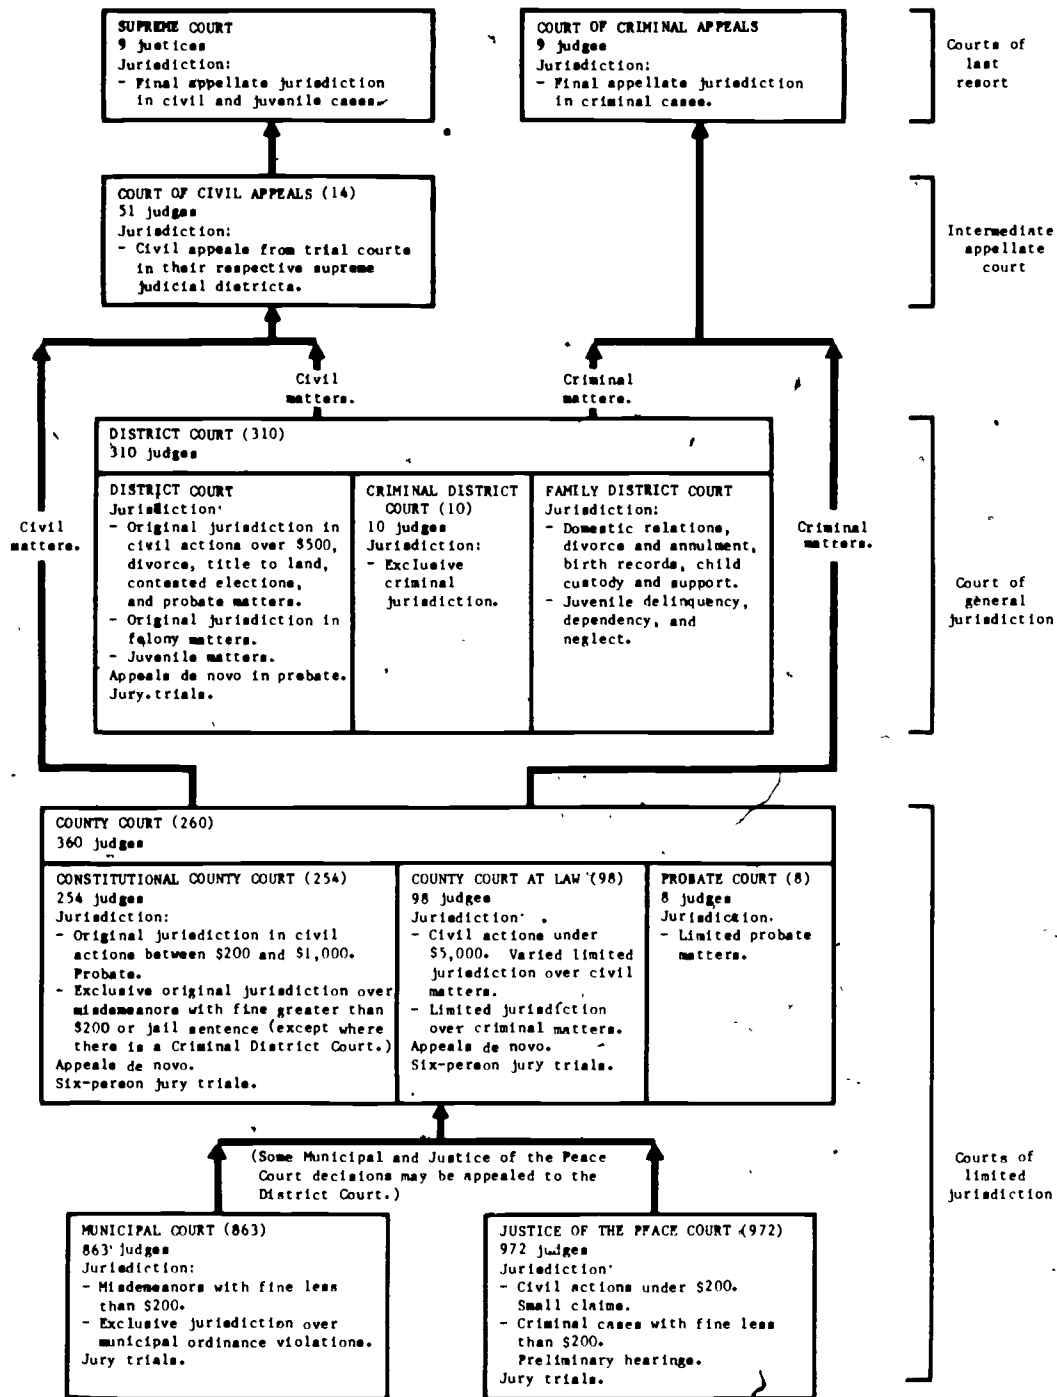 SUPREME COURT
9 justices
Jurisdiction:
- Final appellate jurisdiction
in civil and juvenile cases.
COURT OF CRIMINAL APPEALS
9 judges
Jurisdiction:
- Final appellate jurisdiction
in criminal cases.
Courts of
last
resort
COURT OF CIVIL APPEALS (14)
51 judges
Jurisdiction:
- Civil appeals from trial courts
in their respective supreme
judicial districts.
Intermediate
appellate
court
Civil
matters.
Criminal
matters.
DISTRICT COURT (310)
310 judges
DISTRICT COURT
Jurisdiction:
- Original jurisdiction in
civil actions over $500,
divorce, title to land,
contested elections,
and probate matters.
- Original jurisdiction in
felony matters.
- Juvenile matters.
Appeals de novo in probate.
Jury trials.
CRIMINAL DISTRICT
COURT (10)
10 judges
Jurisdiction:
- Exclusive
criminal
jurisdiction.
FAMILY DISTRICT COURT
Jurisdiction:
- Domestic relations,
divorce and annulment,
birth records, child
custody and support.
- Juvenile delinquency,
dependency, and
neglect.
Civil
matters.
Criminal
matters.
Court of
general
jurisdiction
COUNTY COURT (260)
360 judges
CONSTITUTIONAL COUNTY COURT (254)
254 judges
Jurisdiction:
- Original jurisdiction in civil
actions between $200 and $1,000.
Probate.
- Exclusive original jurisdiction over
misdemeanors with fine greater than
$200 or jail sentence (except where
there is a Criminal District Court.)
Appeals de novo.
Six-person jury trials.
COUNTY COURT AT LAW (98)
98 judges
Jurisdiction:
- Civil actions under
$5,000. Varied limited
jurisdiction over civil
matters.
- Limited jurisdiction
over criminal matters.
Appeals de novo.
Six-person jury trials.
PROBATE COURT (8)
8 judges
Jurisdiction.
- Limited probate
matters.
(Some Municipal and Justice of the Peace
Court decisions may be appealed to the
District Court.)
Courts of
limited
jurisdiction
MUNICIPAL COURT (863)
863 judges
Jurisdiction:
- Misdemeanors with fine less
than $200.
- Exclusive jurisdiction over
municipal ordinance violations.
Jury trials.
JUSTICE OF THE PEACE COURT (972)
972 judges
Jurisdiction:
- Civil actions under $200.
Small claims.
- Criminal cases with fine less
than $200.
Preliminary hearings.
Jury trials.